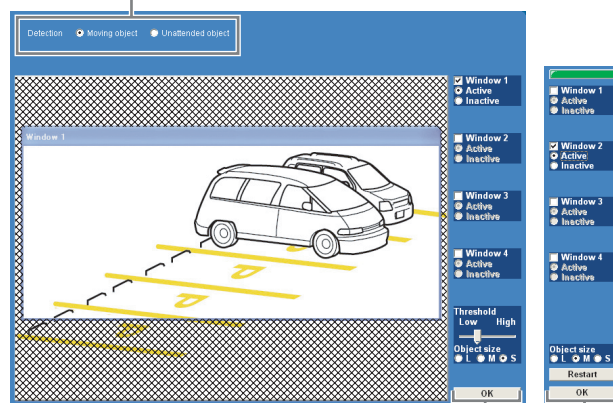 Detection Moving object Unattended object
Window 1
Window 1
Active
Inactive
Window 2
Active
Inactive
Window 3
Active
Inactive
Window 4
Active
Inactive
Threshold
Low High
Object size
L M S
OK
Window 1
Active
Inactive
Window 2
Active
Inactive
Window 3
Active
Inactive
Window 4
Active
Inactive
Object size
L M S
Restart
OK